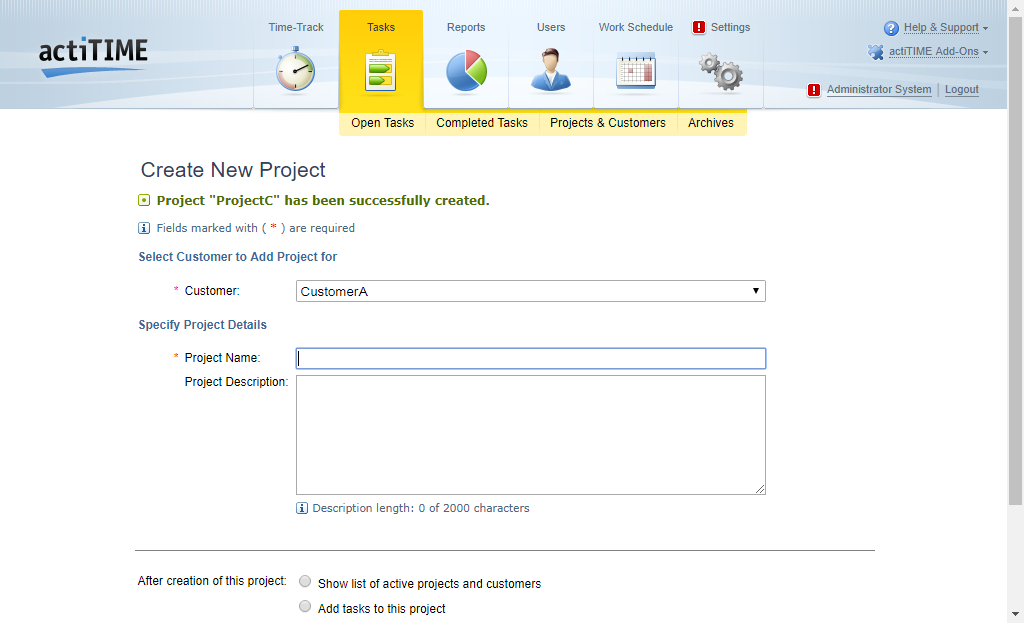 actiTIME
Time-Track
Tasks
Reports
Users
Work Schedule
Settings
Help & Support
actiTIME Add-Ons
Administrator System
Logout
Open Tasks
Completed Tasks
Projects & Customers
Archives
Create New Project
Project "ProjectC" has been successfully created.
Fields marked with ( * ) are required
Select Customer to Add Project for
* Customer:
CustomerA
Specify Project Details
* Project Name:
Project Description:
Description length: 0 of 2000 characters
After creation of this project:
Show list of active projects and customers
Add tasks to this project